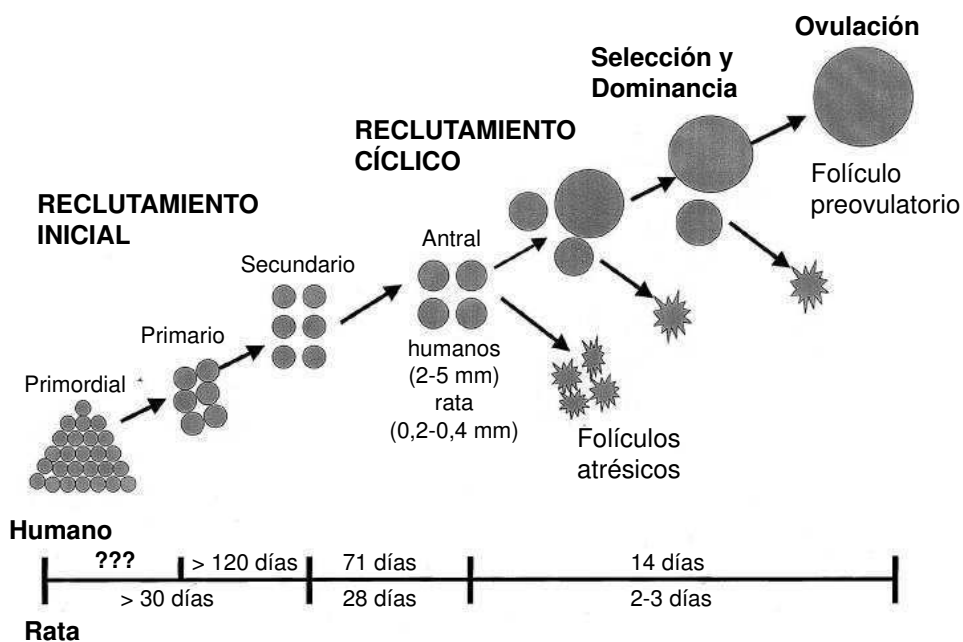 Ovulación
Selección y
Dominancia
RECLUTAMIENTO
CÍCLICO
Folículo
preovulatorio
RECLUTAMIENTO
INICIAL
Antral
Secundario
Primario
Primordial
humanos
(2-5 mm)
rata
(0,2-0,4 mm)
Folículos
atrésicos
Humano
??? > 120 días 71 días 14 días
> 30 días 28 días 2-3 días
Rata